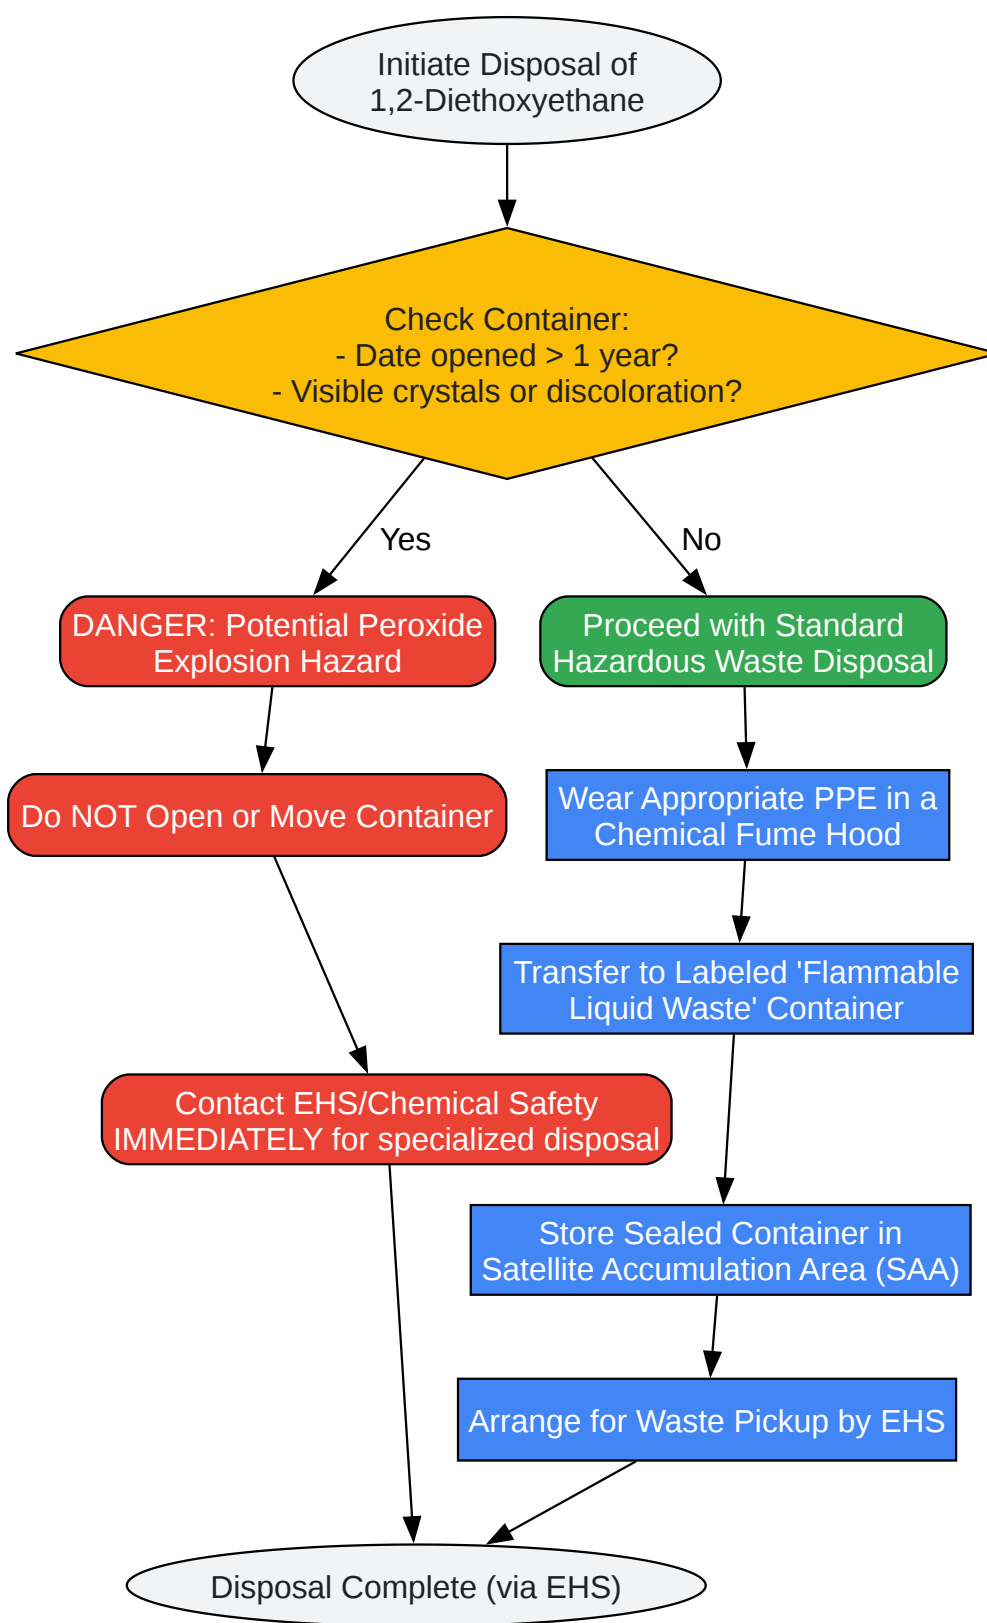 Initiate Disposal of
1,2-Diethoxyethane
Check Container:
- Date opened > 1 year?
- Visible crystals or discoloration?
Yes
No
DANGER: Potential Peroxide
Explosion Hazard
Proceed with Standard
Hazardous Waste Disposal
Do NOT Open or Move Container
Wear Appropriate PPE in a
Chemical Fume Hood
Transfer to Labeled 'Flammable
Liquid Waste' Container
Contact EHS/Chemical Safety
IMMEDIATELY for specialized disposal
Store Sealed Container in
Satellite Accumulation Area (SAA)
Arrange for Waste Pickup by EHS
Disposal Complete (via EHS)